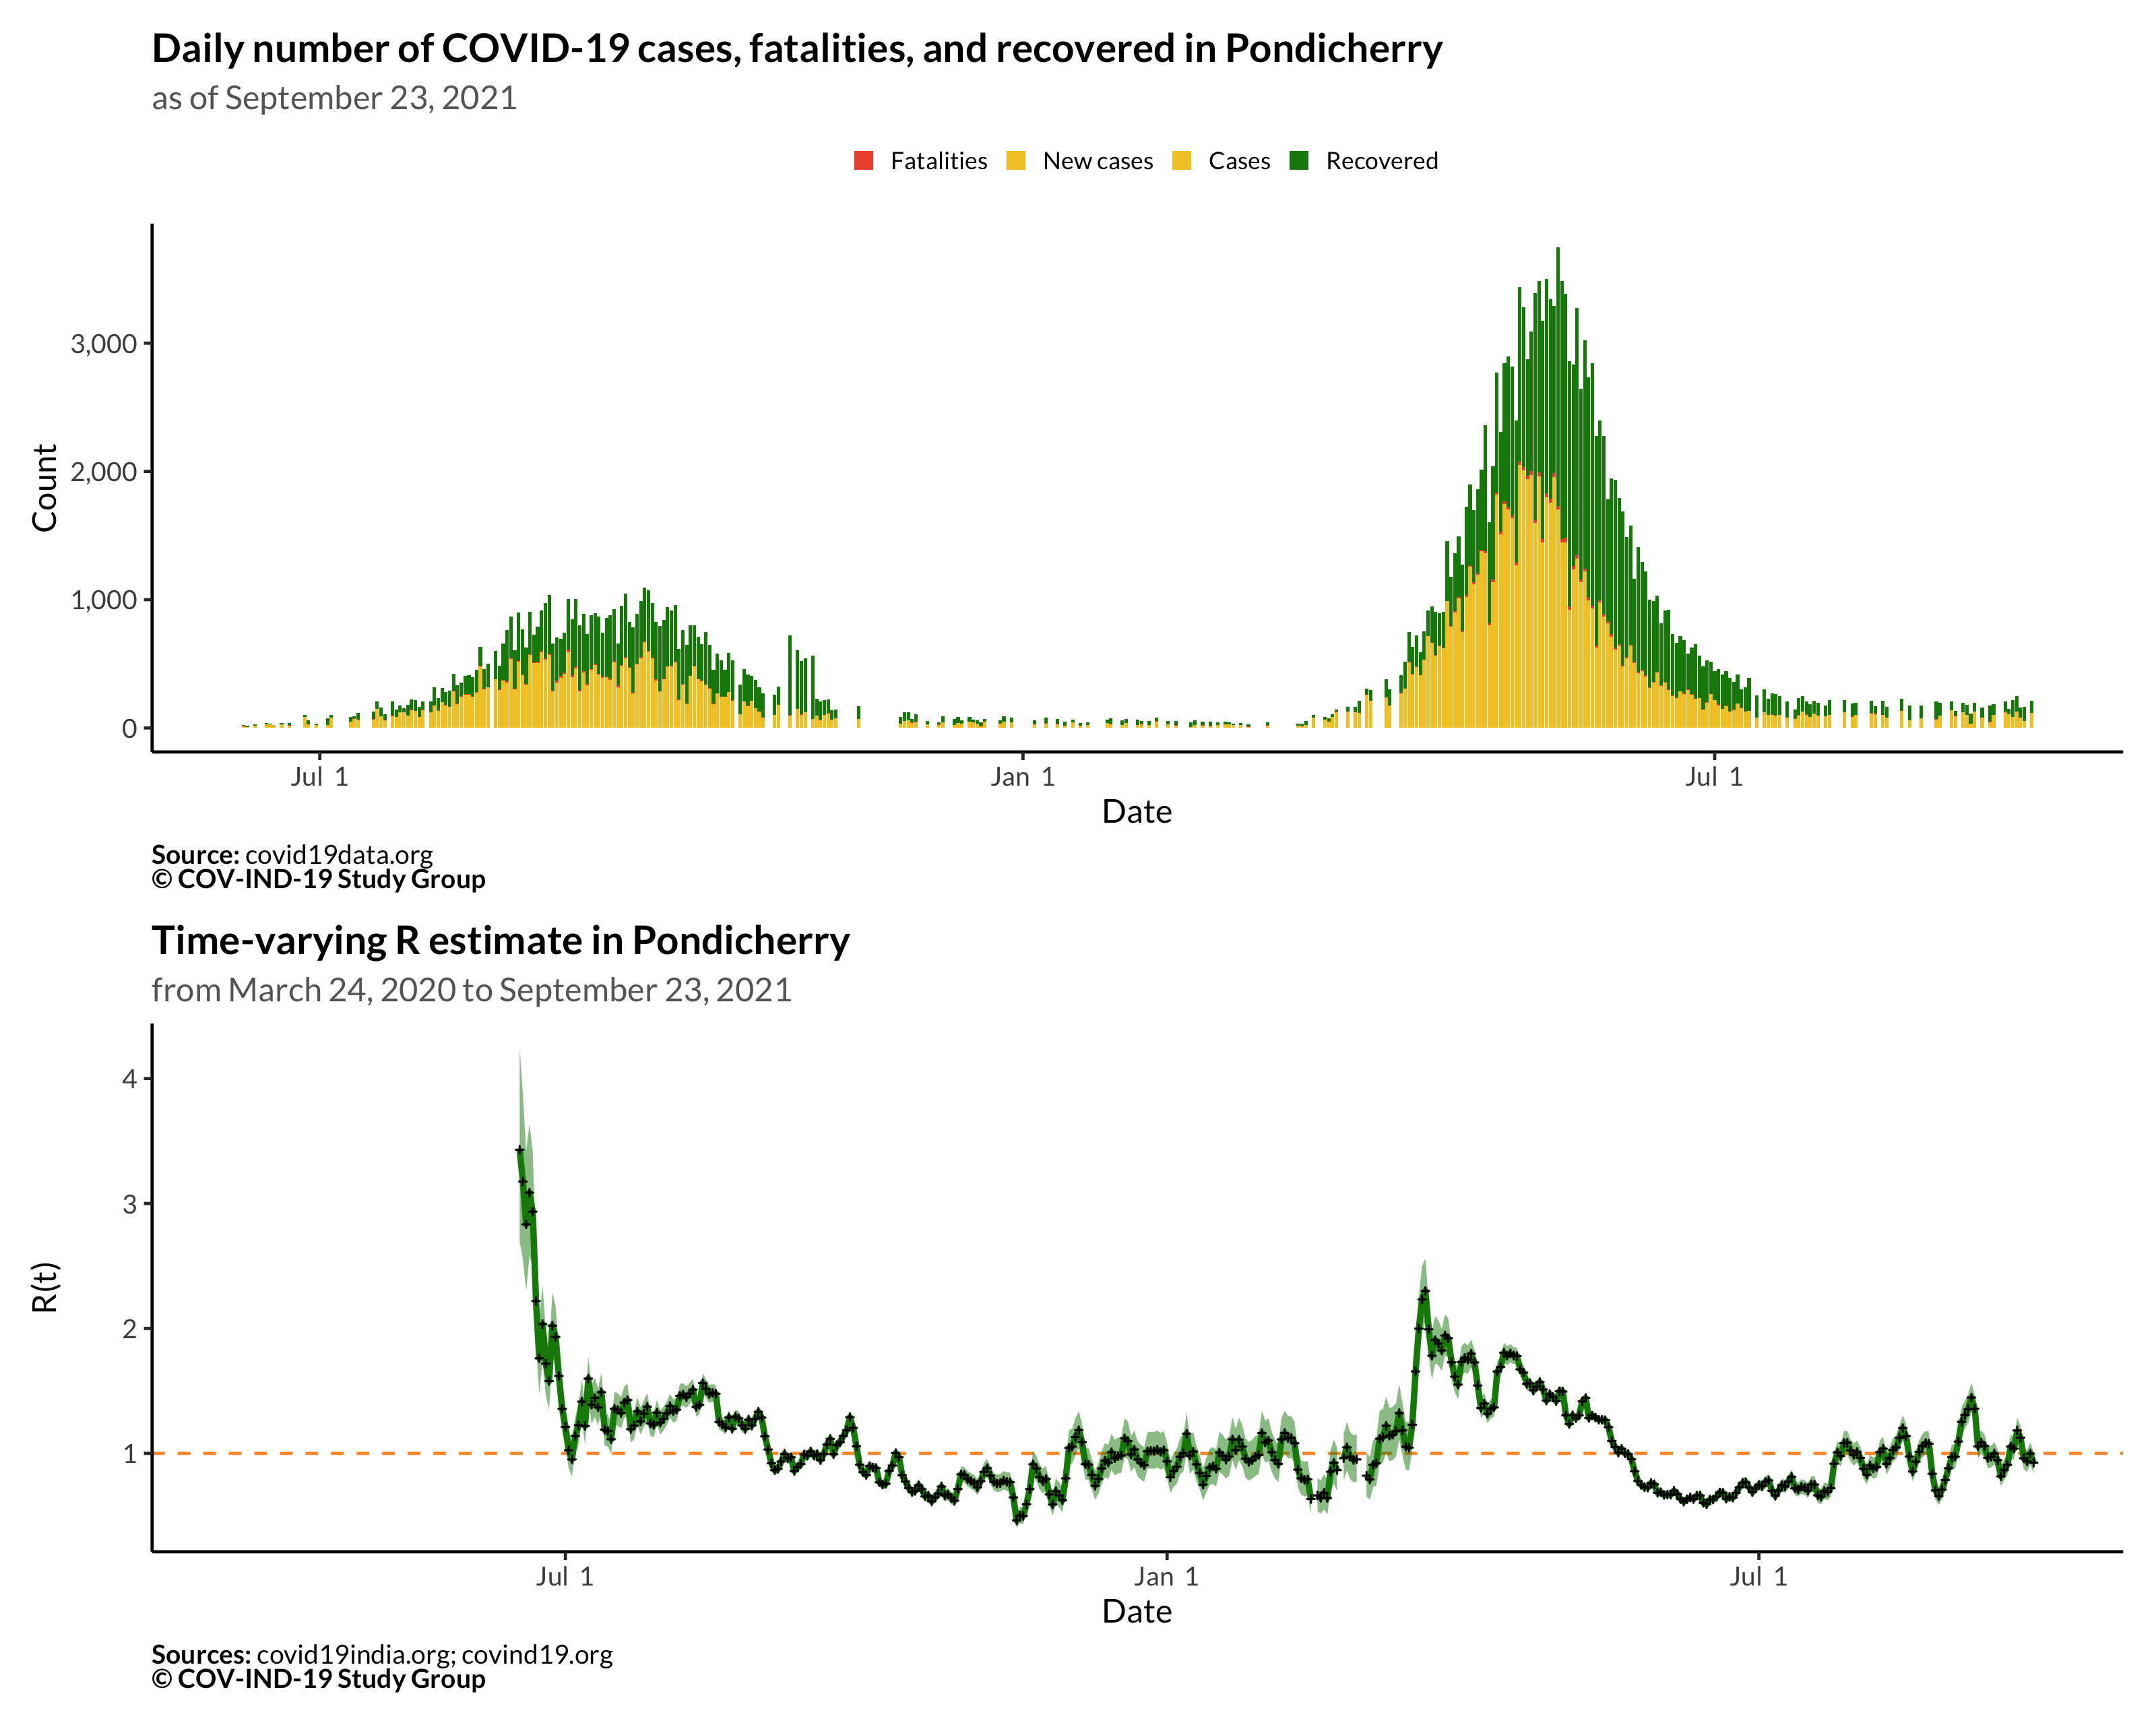 Daily number of COVID-19 cases, fatalities, and recovered in Pondicherry
as of September 23, 2021
Fatalities New cases Cases Recovered
Count
3,000
2,000
1,000
0
Jul 1 Jan 1 Jul 1
Date
Source: covid19data.org
© COV-IND-19 Study Group
Time-varying R estimate in Pondicherry
from March 24, 2020 to September 23, 2021
R(t)
4
3
2
1
Jul 1 Jan 1 Jul 1
Date
Sources: covid19india.org; covind19.org
© COV-IND-19 Study Group